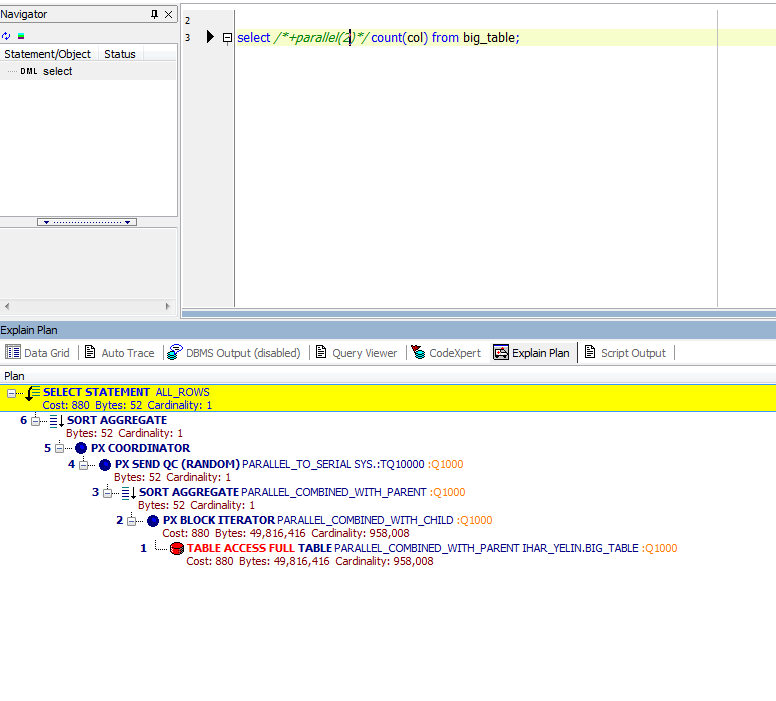 Navigator
Statement/Object Status
DML select
2
3 select /*+parallel(2)*/ count(col) from big_table;
Explain Plan
Data Grid Auto Trace DBMS Output (disabled) Query Viewer CodeXpert Explain Plan Script Output
Plan
SELECT STATEMENT ALL_ROWS
Cost: 880 Bytes: 52 Cardinality: 1
6 SORT AGGREGATE
Bytes: 52 Cardinality: 1
5 PX COORDINATOR
4 PX SEND QC (RANDOM) PARALLEL_TO_SERIAL SYS.:TQ10000 :Q1000
Bytes: 52 Cardinality: 1
3 SORT AGGREGATE PARALLEL_COMBINED_WITH_PARENT :Q1000
Bytes: 52 Cardinality: 1
2 PX BLOCK ITERATOR PARALLEL_COMBINED_WITH_CHILD :Q1000
Cost: 880 Bytes: 49,816,416 Cardinality: 958,008
1 TABLE ACCESS FULL TABLE PARALLEL_COMBINED_WITH_PARENT IHAR_YELIN.BIG_TABLE :Q1000
Cost: 880 Bytes: 49,816,416 Cardinality: 958,008